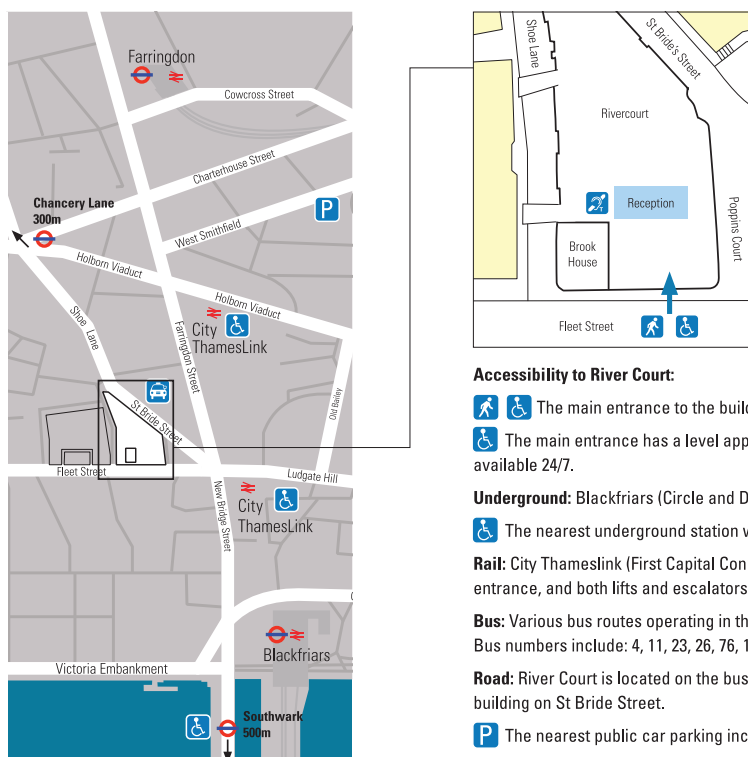 Farringdon
Cowcross Street
Charterhouse Street
Chancery Lane
300m
P
West Smithfield
Holborn Viaduct
Holborn Viaduct
Shoe Lane
Farringdon Street
City
ThamesLink
Old Bailey
St Bride Street
Fleet Street
Ludgate Hill
New Bridge Street
City
ThamesLink
Blackfriars
Victoria Embankment
Southwark
500m
Shoe Lane
St Bride's Street
Rivercourt
Reception
Poppins Court
Brook
House
Fleet Street
Accessibility to River Court:
The main entrance to the build
The main entrance has a level app
available 24/7.
Underground: Blackfriars (Circle and D
The nearest underground station v
Rail: City Thameslink (First Capital Con
entrance, and both lifts and escalators
Bus: Various bus routes operating in th
Bus numbers include: 4, 11, 23, 26, 76, 1
Road: River Court is located on the bus
building on St Bride Street.
P The nearest public car parking inc